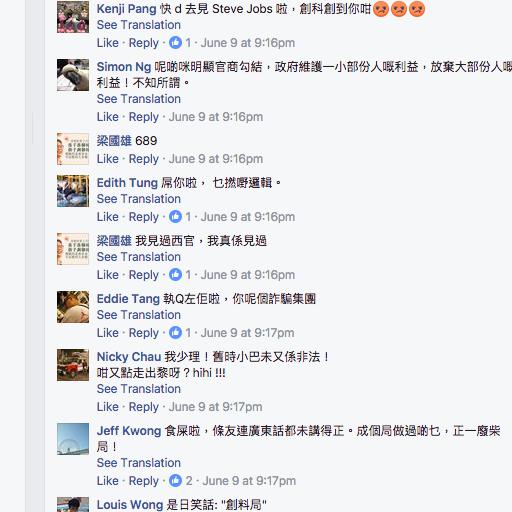 Kenji Pang 快 d 去見 Steve Jobs 啦，創科創到你咁😡😡😡
See Translation
Like · Reply · 1 · June 9 at 9:16pm
Simon Ng 呢啲咪明顯官商勾結，政府維護一小部份人嘅利益，放棄大部份人嘅
利益！不知所謂。
See Translation
Like · Reply · June 9 at 9:16pm
梁國雄 689
Like · Reply · June 9 at 9:16pm
Edith Tung 屌你啦， 乜撚嘢邏輯。
See Translation
Like · Reply · 1 · June 9 at 9:16pm
梁國雄 我見過西官，我真係見過
See Translation
Like · Reply · 1 · June 9 at 9:16pm
Eddie Tang 執Q左佢啦，你呢個詐騙集團
See Translation
Like · Reply · 1 · June 9 at 9:17pm
Nicky Chau 我少理！舊時小巴未又係非法！
咁又點走出黎呀？hihi !!!
See Translation
Like · Reply · June 9 at 9:17pm
Jeff Kwong 食屎啦，條友連廣東話都未講得正。成個局做過啲乜，正一廢柴
局！
See Translation
Like · Reply · 2 · June 9 at 9:17pm
Louis Wong 是日笑話: "創料局"